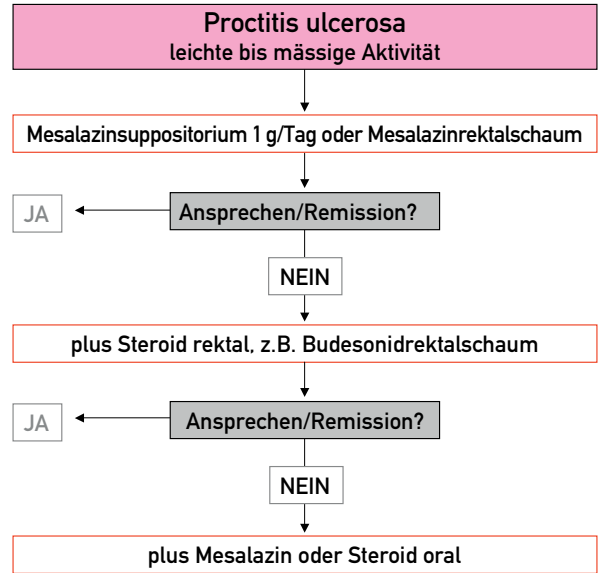 Proctitis ulcerosa
leichte bis mässige Aktivität
Mesalazinsuppositorium 1 g/Tag oder Mesalazinrektalschaum
JA
Ansprechen/Remission?
NEIN
plus Steroid rektal, z.B. Budesonidrektalschaum
JA
Ansprechen/Remission?
NEIN
plus Mesalazin oder Steroid oral